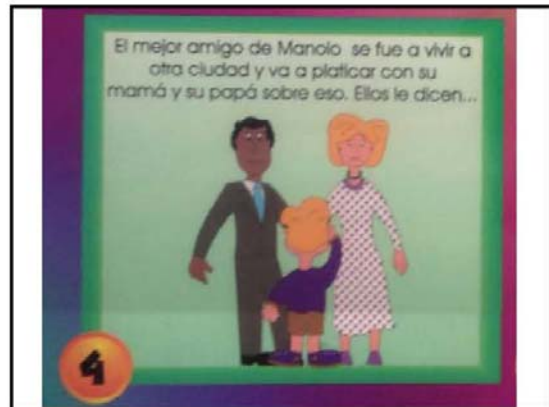 El mejor amigo de Manolo se fue a vivir a
otra ciudad y va a platicar con su
mamá y su papá sobre eso. Ellos le dicen...
4